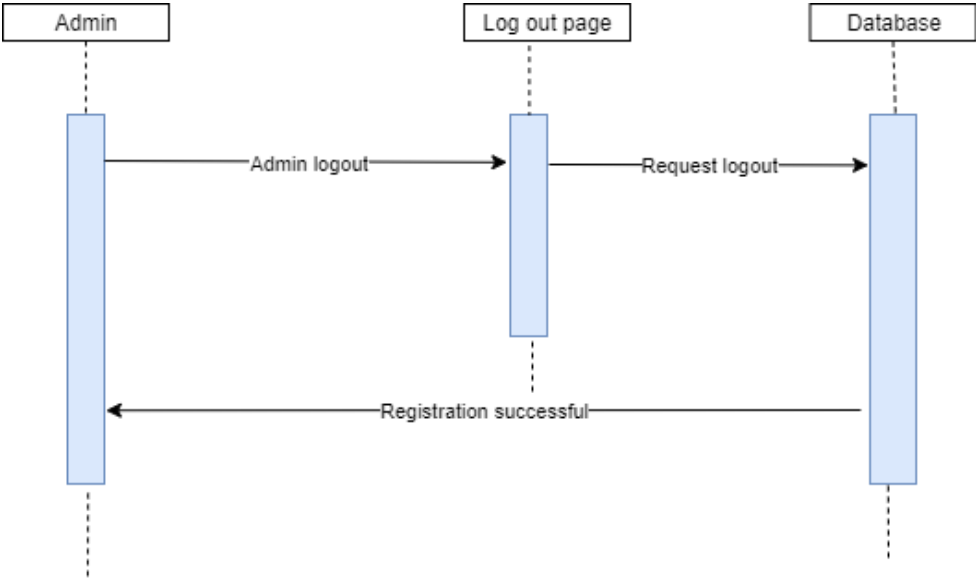 Admin
Log out page
Database
Admin logout
Request logout
Registration successful